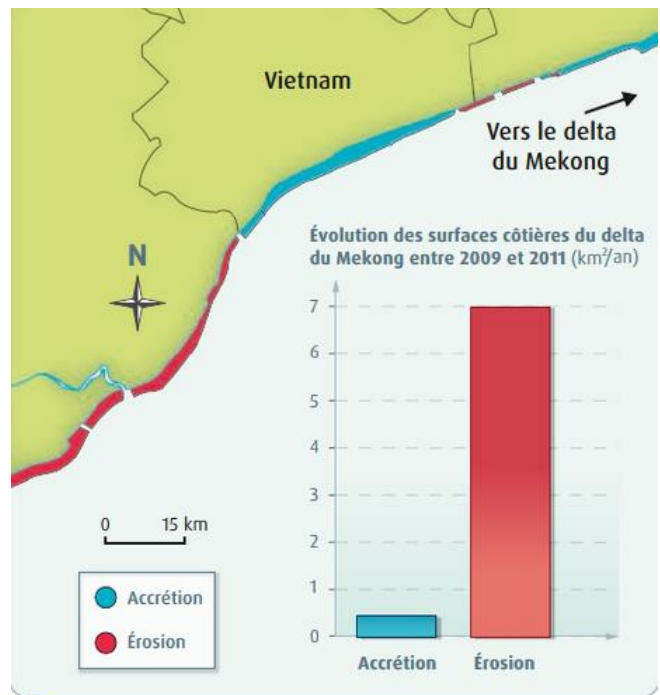 Vietnam
Vers le delta
du Mekong
N
Évolution des surfaces côtières du delta
du Mekong entre 2009 et 2011 (km²/an)
7
6
5
4
3
2
1
0
Accrétion
Érosion
0
15 km
Accrétion
Érosion